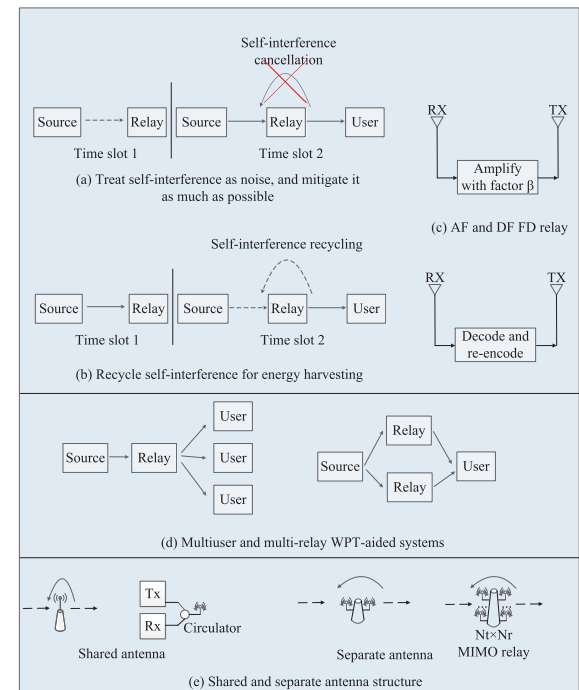 Self-interference
cancellation
Source
Relay
Source
Relay
User
Time slot 1
Time slot 2
(a) Treat self-interference as noise, and mitigate it
as much as possible
RX
TX
Amplify
with factor β
(c) AF and DF FD relay
Self-interference recycling
Source
Relay
Source
Relay
User
Time slot 1
Time slot 2
(b) Recycle self-interference for energy harvesting
RX
TX
Decode and
re-encode
Source
Relay
User
User
User
Source
Relay
Relay
User
(d) Multiuser and multi-relay WPT-aided systems
Tx
Rx
Circulator
Shared antenna
Separate antenna
Nt×Nr
MIMO relay
(e) Shared and separate antenna structure